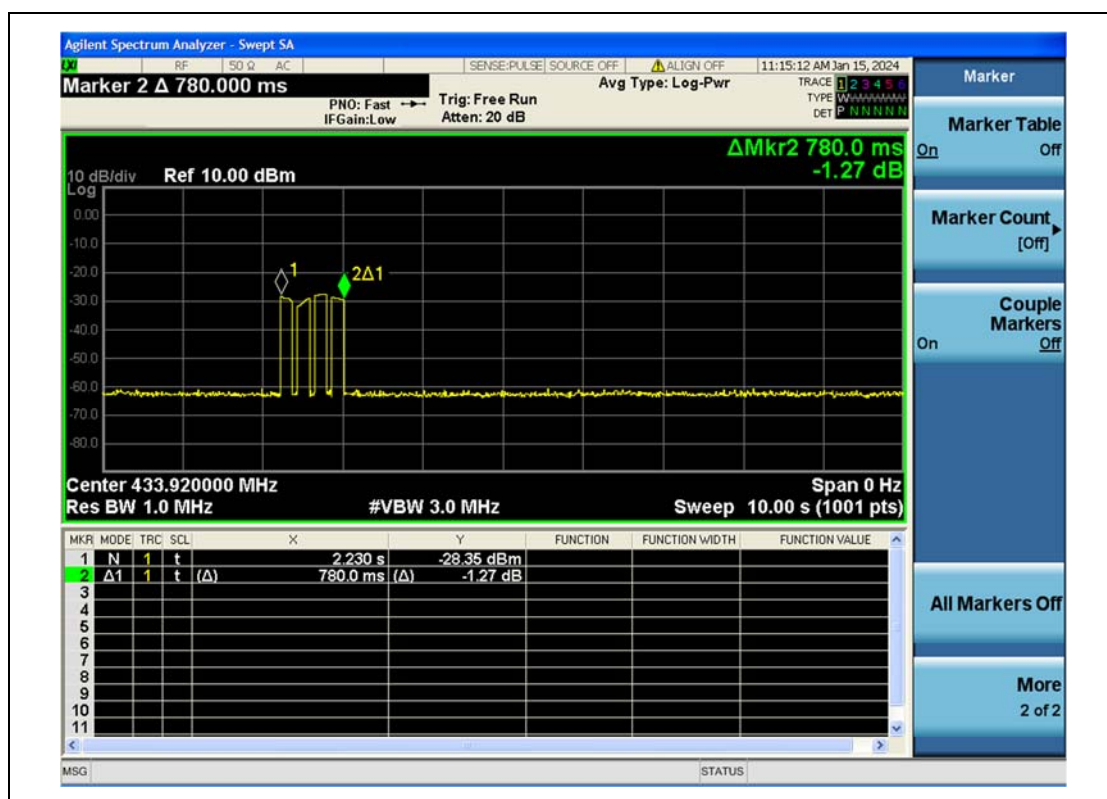 Agilent Spectrum Analyzer - Swept SA
LXI RF 50 Ω AC SENSE:PULSE SOURCE OFF ALIGN OFF 11:15:12 AM Jan 15, 2024
Marker 2 Δ 780.000 ms
PNO: Fast
IFGain:Low
Trig: Free Run
Atten: 20 dB
Avg Type: Log-Pwr
TRACE 1 2 3 4 5 6
TYPE
DET P N N N N N
ΔMkr2 780.0 ms
-1.27 dB
10 dB/div Ref 10.00 dBm
Log
0.00
-10.0
-20.0
-30.0
-40.0
-50.0
-60.0
-70.0
-80.0
1
2Δ1
Center 433.920000 MHz Span 0 Hz
Res BW 1.0 MHz #VBW 3.0 MHz Sweep 10.00 s (1001 pts)
MKR MODE TRC SCL X Y FUNCTION FUNCTION WIDTH FUNCTION VALUE
1 N 1 t 2.230 s -28.35 dBm
2 Δ1 1 t (Δ) 780.0 ms (Δ) -1.27 dB
3
4
5
6
7
8
9
10
11
MSG STATUS
Marker
Marker Table
On Off
Marker Count
[Off]
Couple
Markers
On Off
All Markers Off
More
2 of 2